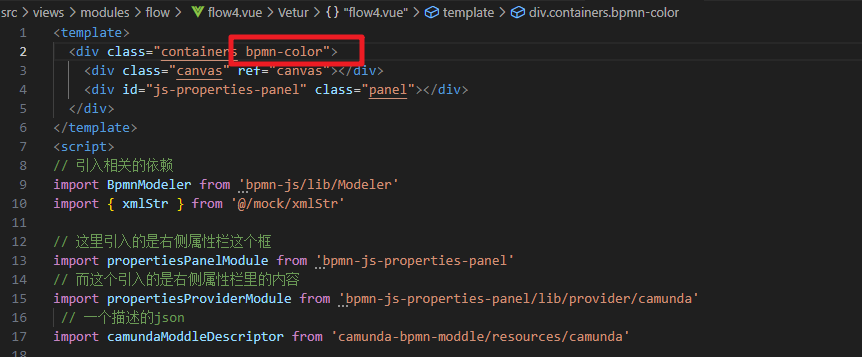 src > views > modules > flow > flow4.vue > Vetur > {} "flow4.vue" > template > div.containers.bpmn-color
1 <template>
2 <div class="containers bpmn-color">
3 <div class="canvas" ref="canvas"></div>
4 <div id="js-properties-panel" class="panel"></div>
5 </div>
6 </template>
7 <script>
8 // 引入相关的依赖
9 import BpmnModeler from 'bpmn-js/lib/Modeler'
10 import { xmlStr } from '@/mock/xmlStr'
11
12 // 这里引入的是右侧属性栏这个框
13 import propertiesPanelModule from 'bpmn-js-properties-panel'
14 // 而这个引入的是右侧属性栏里的内容
15 import propertiesProviderModule from 'bpmn-js-properties-panel/lib/provider/camunda'
16 // 一个描述的json
17 import camundaModdleDescriptor from 'camunda-bpmn-moddle/resources/camunda'
18